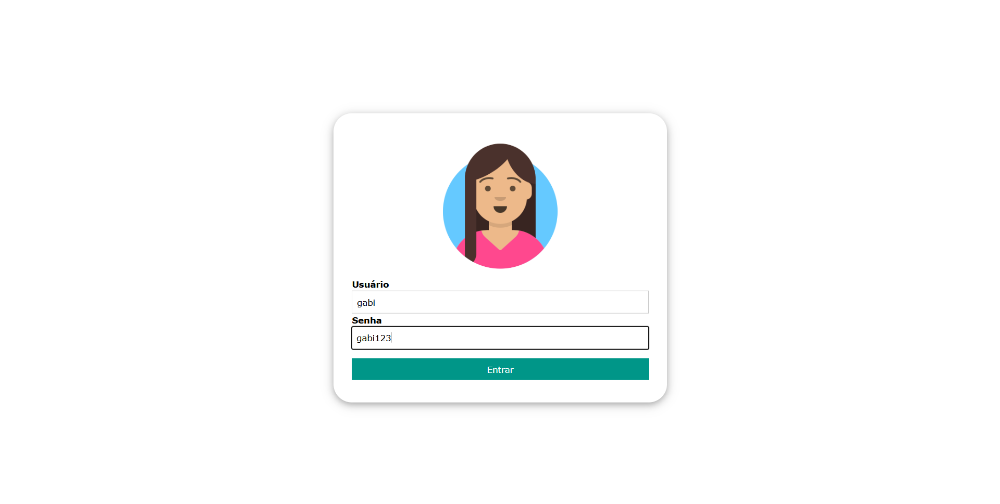 Usuário
gabi
Senha
gabi123
Entrar